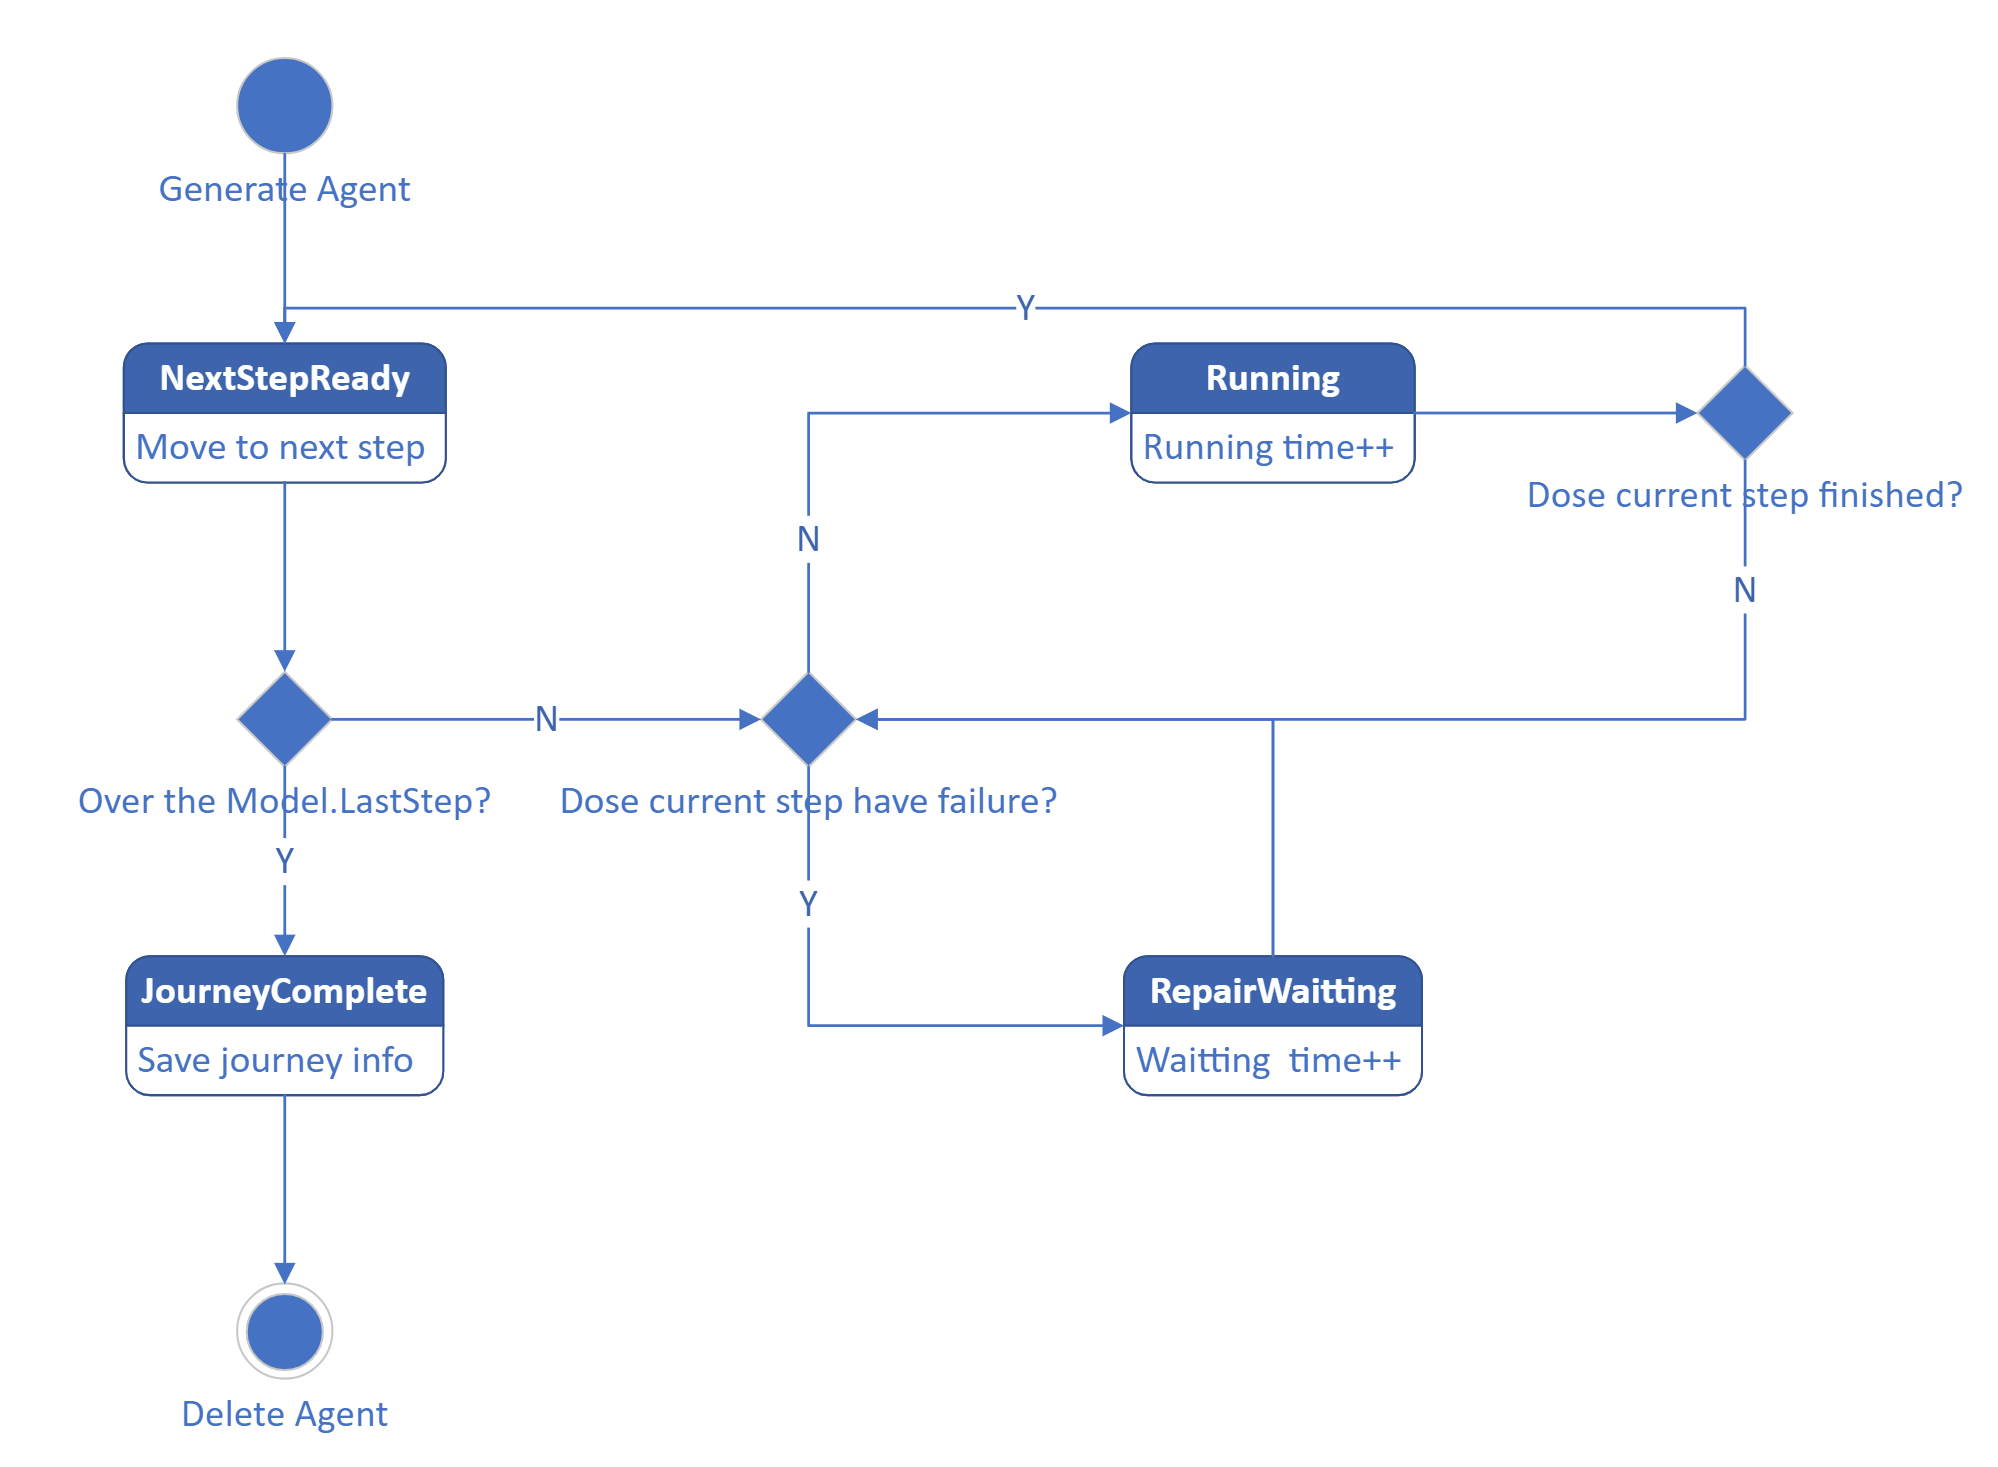 Generate Agent
Y
NextStepReady
Move to next step
Running
Running time++
Dose current step finished?
N
N
N
Over the Model.LastStep?
Dose current step have failure?
Y
Y
JourneyComplete
Save journey info
RepairWaitting
Waitting  time++
Delete Agent